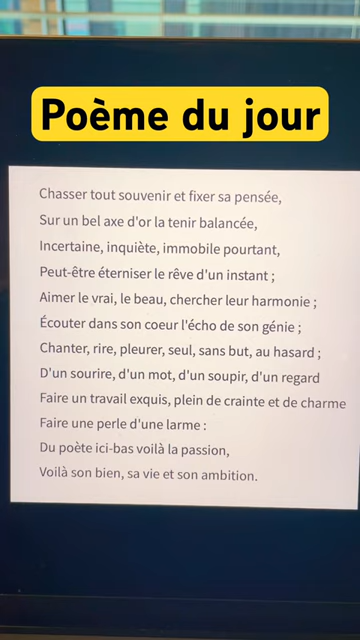 Poème du jour
Chasser tout souvenir et fixer sa pensée,
Sur un bel axe d'or la tenir balancée,
Incertaine, inquiète, immobile pourtant,
Peut-être éterniser le rêve d'un instant ;
Aimer le vrai, le beau, chercher leur harmonie ;
Écouter dans son coeur l'écho de son génie ;
Chanter, rire, pleurer, seul, sans but, au hasard ;
D'un sourire, d'un mot, d'un soupir, d'un regard
Faire un travail exquis, plein de crainte et de charme
Faire une perle d'une larme :
Du poète ici-bas voilà la passion,
Voilà son bien, sa vie et son ambition.